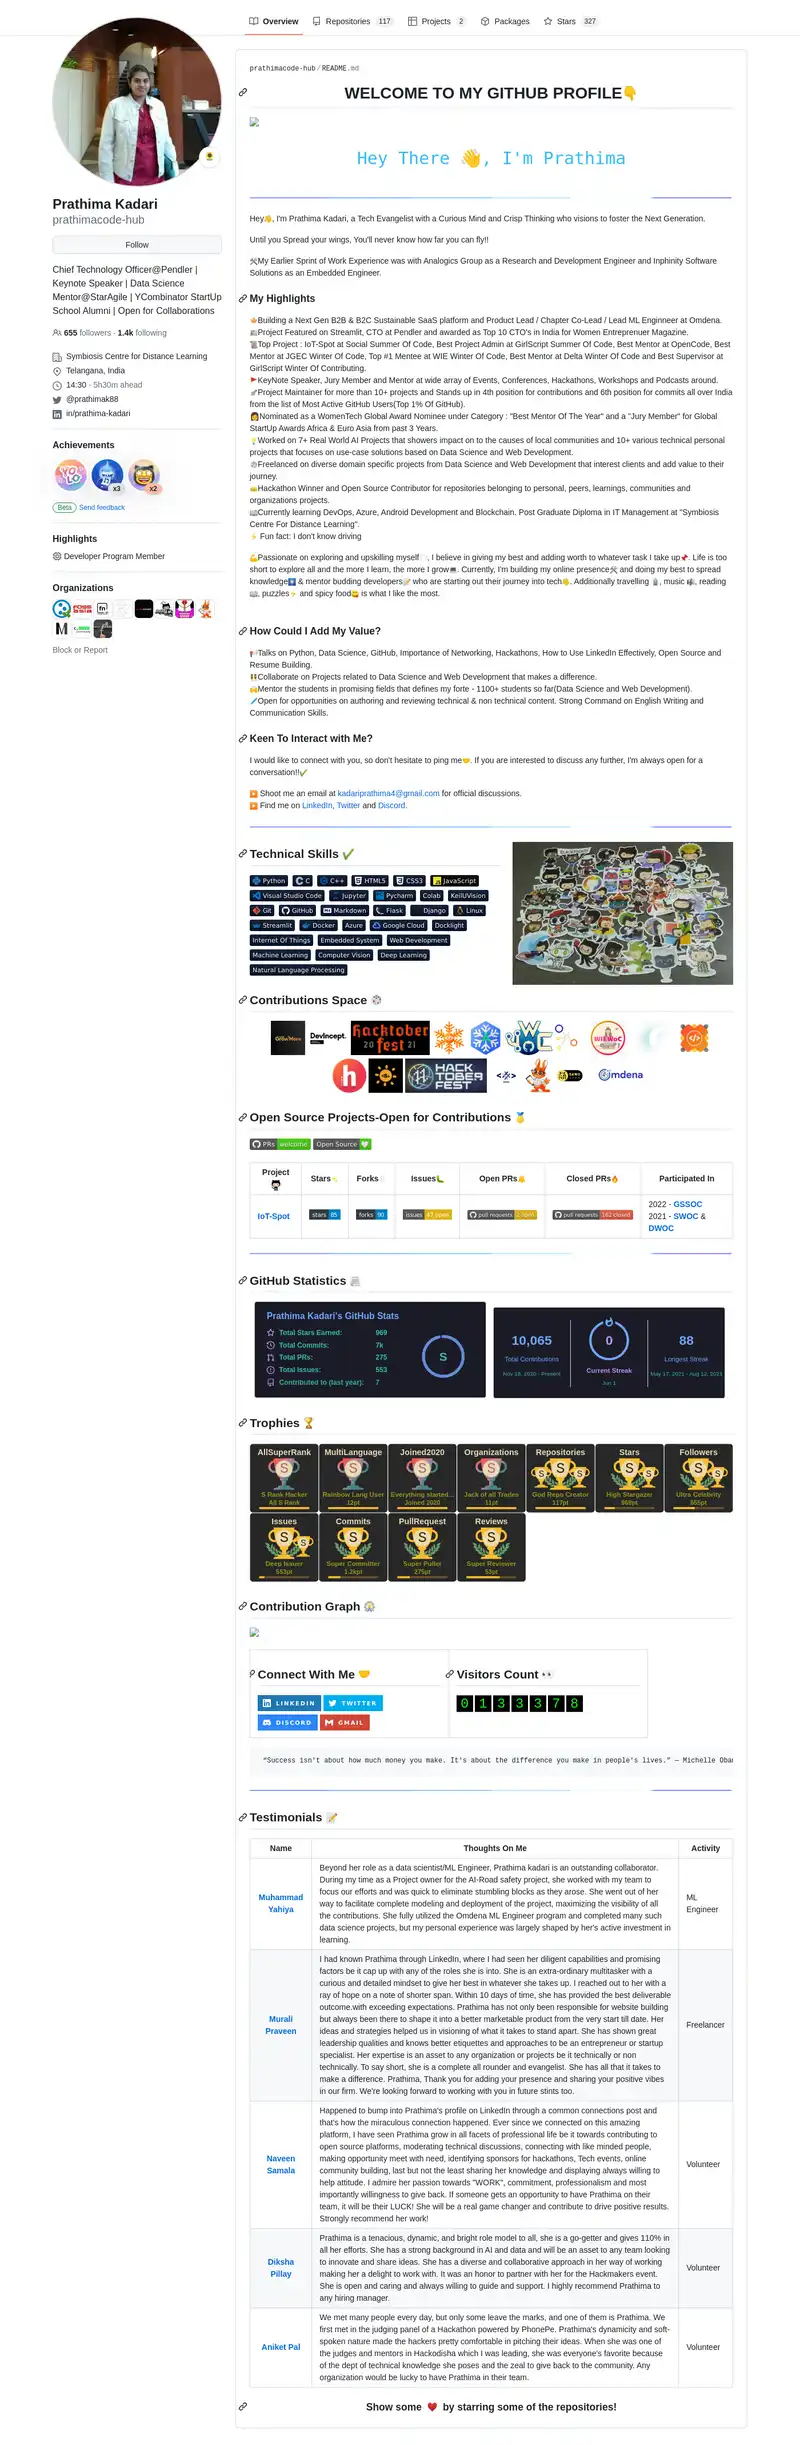 Overview
Repositories 117
Projects 2
Packages
Stars 327
Prathima Kadari
prathimacode-hub
Follow
Chief Technology Officer@Pendler |
Keynote Speaker | Data Science
Mentor@StarAgile | YCombinator StartUp
School Alumni | Open for Collaborations
655 followers · 1.4k following
Symbiosis Centre for Distance Learning
Telangana, India
14:30 - 5h30m ahead
@prathimak88
in/prathima-kadari
Achievements
x3
x2
Beta Send feedback
Highlights
Developer Program Member
Organizations
Block or Report
prathimacode-hub/README.md
WELCOME TO MY GITHUB PROFILE👇
Hey There 👋, I'm Prathima
Hey👋, I'm Prathima Kadari, a Tech Evangelist with a Curious Mind and Crisp Thinking who visions to foster the Next Generation.
Until you Spread your wings, You'll never know how far you can fly!!
🛠My Earlier Sprint of Work Experience was with Analogics Group as a Research and Development Engineer and Inphinity Software
Solutions as an Embedded Engineer.
My Highlights
Building a Next Gen B2B & B2C Sustainable SaaS platform and Product Lead / Chapter Co-Lead / Lead ML Enginneer at Omdena.
Project Featured on Streamlit, CTO at Pendler and awarded as Top 10 CTO's in India for Women Entreprenuer Magazine.
Top Project : IoT-Spot at Social Summer Of Code, Best Project Admin at GirlScript Summer Of Code, Best Mentor at OpenCode, Best
Mentor at JGEC Winter Of Code, Top #1 Mentee at WIE Winter Of Code, Best Mentor at Delta Winter Of Code and Best Supervisor at
GirlScript Winter Of Code.
KeyNote Speaker, Jury Member and Mentor at wide array of Events, Conferences, Hackathons, Workshops and Podcasts around.
Project Maintainer for more than 10+ projects and Stands up in 4th position for contributions and 6th position for commits all over India
from the list of Most Active GitHub Users(Top 1% Of GitHub).
Nominated as a WomenTech Global Award Nominee under Category : "Best Mentor Of The Year" and a "Jury Member" for Global
StartUp Awards Africa & Euro Asia from past 3 Years.
Worked on 7+ Real World AI Projects that showers impact on to the causes of local communities and 10+ various technical personal
projects that focuses on use-case solutions based on Data Science and Web Development.
Freelanced on diverse domain specific projects from Data Science and Web Development that interest clients and add value to their
journey.
Hackathon Winner and Open Source Contributor for repositories belonging to personal, peers, learnings, communities and
organizations projects.
Currently learning DevOps, Azure, Android Development and Blockchain. Post Graduate Diploma in IT Management at "Symbiosis
Centre For Distance Learning".
⚡ Fun fact: I don't know driving
💪Passionate on exploring and upskilling myself, I believe in giving my best and adding worth to whatever task I take up📌. Life is too
short to explore all and the more I learn, the more I grow💻. Currently, I'm building my online presence🛠 and doing my best to spread
knowledge & mentor budding developers📝 who are starting out their journey into tech👋. Additionally travelling, music, reading
📖, puzzles⚡ and spicy food😋 is what I like the most.
How Could I Add My Value?
Talks on Python, Data Science, GitHub, Importance of Networking, Hackathons, How to Use LinkedIn Effectively, Open Source and
Resume Building.
Collaborate on Projects related to Data Science and Web Development that makes a difference.
Mentor the students in promising fields that defines my forte - 1100+ students so far(Data Science and Web Development).
Open for opportunities on authoring and reviewing technical & non technical content. Strong Command on English Writing and
Communication Skills.
Keen To Interact with Me?
I would like to connect with you, so don't hesitate to ping me🤝. If you are interested to discuss any further, I'm always open for a
conversation!!✔
▶ Shoot me an email at kadariprathima4@gmail.com for official discussions.
▶ Find me on LinkedIn, Twitter and Discord.
Technical Skills ✔
Python C C++ HTML5 CSS3 JavaScript
Visual Studio Code Jupyter Pycharm Colab KeilUVision
Git GitHub Markdown Flask Django Linux
Streamlit Docker Azure Google Cloud Docklight
Internet Of Things Embedded System Web Development
Machine Learning Computer Vision Deep Learning
Natural Language Processing
Contributions Space
GrowMore DevIncept. Hacktober fest 2021
HACKTOBERFEST
omdena
Open Source Projects-Open for Contributions 🏅
PRs welcome Open Source
Project Stars Forks Issues Open PRs Closed PRs Participated In
IoT-Spot
stars 85
forks 90
issues 47 open
pull requests 2 open
pull requests 162 closed
2022 - GSSOC
2021 - SWOC &
DWOC
GitHub Statistics
Prathima Kadari's GitHub Stats
Total Stars Earned: 969
Total Commits: 7k
Total PRs: 275
Total Issues: 553
Contributed to (last year): 7
S
10,065
Total Contributions
Nov 18, 2020 - Present
0
Current Streak
Jun 1
88
Longest Streak
May 17, 2021 - Aug 12, 2021
Trophies 🏆
AllSuperRank MultiLanguage Joined2020 Organizations Repositories Stars Followers
S Rank Hacker Rainbow Lang User Everything started... Jack of all Trades God Repo Creator High Stargazer Ultra Celebrity
All S Rank 12pt Joined 2020 11pt 117pt 969pt 655pt
Issues Commits PullRequest Reviews
Deep Issuer Super Committer Super Puller Super Reviewer
553pt 1.2kpt 275pt 53pt
Contribution Graph
Connect With Me 🤝
LINKEDIN TWITTER
DISCORD GMAIL
Visitors Count 👀
0133378
“Success isn't about how much money you make. It's about the difference you make in people's lives.” — Michelle Obam
Testimonials 📝
Name Thoughts On Me Activity
Muhammad Yahiya
Beyond her role as a data scientist/ML Engineer, Prathima kadari is an outstanding collaborator.
During my time as a Project owner for the AI-Road safety project, she worked with my team to
focus our efforts and was quick to eliminate stumbling blocks as they arose. She went out of her
way to facilitate complete modeling and deployment of the project, maximizing the visibility of all
the contributions. She fully utilized the Omdena ML Engineer program and completed many such
data science projects, but my personal experience was largely shaped by her's active investment in
learning.
ML Engineer
Murali Praveen
I had known Prathima through LinkedIn, where I had seen her diligent capabilities and promising
factors be it cap up with any of the roles she is into. She is an extra-ordinary multitasker with a
curious and detailed mindset to give her best in whatever she takes up. I reached out to her with a
ray of hope on a note of shorter span. Within 10 days of time, she has provided the best deliverable
outcome.with exceeding expectations. Prathima has not only been responsible for website building
but always been there to shape it into a better marketable product from the very start till date. Her
ideas and strategies helped us in visioning of what it takes to stand apart. She has shown great
leadership qualities and knows better etiquettes and approaches to be an entrepreneur or startup
specialist. Her expertise is an asset to any organization or projects be it technically or non
technically. To say short, she is a complete all rounder and evangelist. She has all that it takes to
make a difference. Prathima, Thank you for adding your presence and sharing your positive vibes
in our firm. We're looking forward to working with you in future stints too.
Freelancer
Naveen Samala
Happened to bump into Prathima's profile on LinkedIn through a common connections post and
that's how the miraculous connection happened. Ever since we connected on this amazing
platform, I have seen Prathima grow in all facets of professional life be it towards contributing to
open source platforms, moderating technical discussions, connecting with like minded people,
making opportunity meet with need, identifying sponsors for hackathons, Tech events, online
community building, last but not the least sharing her knowledge and displaying always willing to
help attitude. I admire her passion towards "WORK", commitment, professionalism and most
importantly willingness to give back. If someone gets an opportunity to have Prathima on their
team, it will be their LUCK! She will be a real game changer and contribute to drive positive results.
Strongly recommend her work!
Volunteer
Diksha Pillay
Prathima is a tenacious, dynamic, and bright role model to all, she is a go-getter and gives 110% in
all her efforts. She has a strong background in AI and data and will be an asset to any team looking
to innovate and share ideas. She has a diverse and collaborative approach in her way of working
making her a delight to work with. It was an honor to partner with her for the Hackmakers event.
She is open and caring and always willing to guide and support. I highly recommend Prathima to
any hiring manager.
Volunteer
Aniket Pal
We met many people every day, but only some leave the marks, and one of them is Prathima. We
first met in the judging panel of a Hackathon powered by PhonePe. Prathima's dynamicity and soft-
spoken nature made the hackers pretty comfortable in pitching their ideas. When she was one of
the judges and mentors in Hackodisha which I was leading, she was everyone's favorite because
of the dept of technical knowledge she poses and the zeal to give back to the community. Any
organization would be lucky to have Prathima in their team.
Volunteer
Show some ❤ by starring some of the repositories!